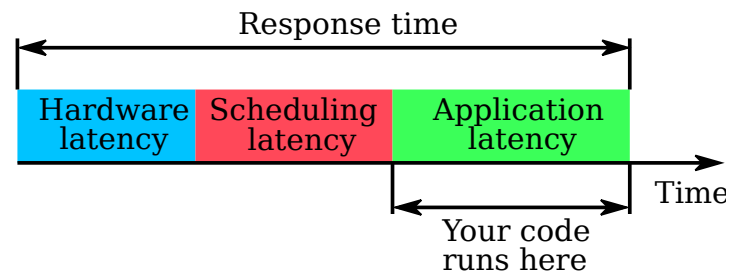 Response time
Hardware latency
Scheduling latency
Application latency
Time
Your code
runs here